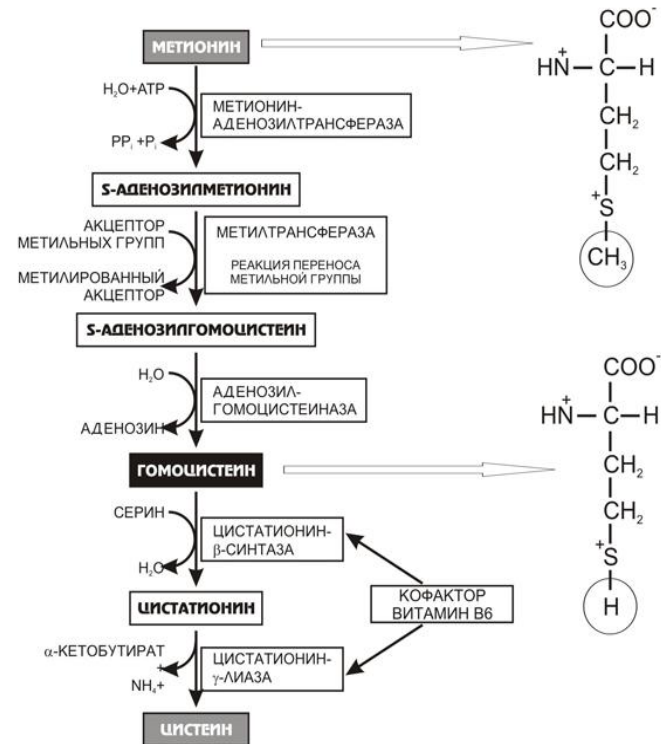 МЕТИОНИН
H₂O+АТР
PPᵢ +Pᵢ
МЕТИОНИН-
АДЕНОЗИЛТРАНСФЕРАЗА
S-АДЕНОЗИЛМЕТИОНИН
АКЦЕПТОР
МЕТИЛЬНЫХ ГРУПП
МЕТИЛИРОВАННЫЙ
АКЦЕПТОР
МЕТИЛТРАНСФЕРАЗА
РЕАКЦИЯ ПЕРЕНОСА
МЕТИЛЬНОЙ ГРУППЫ
S-АДЕНОЗИЛГОМОЦИСТЕИН
H₂O
АДЕНОЗИН
АДЕНОЗИЛ-
ГОМОЦИСТЕИНАЗА
ГОМОЦИСТЕИН
СЕРИН
H₂O
ЦИСТАТИОНИН-
β-СИНТАЗА
ЦИСТАТИОНИН
КОФАКТОР
ВИТАМИН В6
α-КЕТОБУТИРАТ
+
NH₄+
ЦИСТАТИОНИН-
γ-ЛИАЗА
ЦИСТЕИН
COO⁻
+
HN—C—H
CH₂
CH₂
+
S
CH₃
COO⁻
+
HN—C—H
CH₂
CH₂
+
S
H